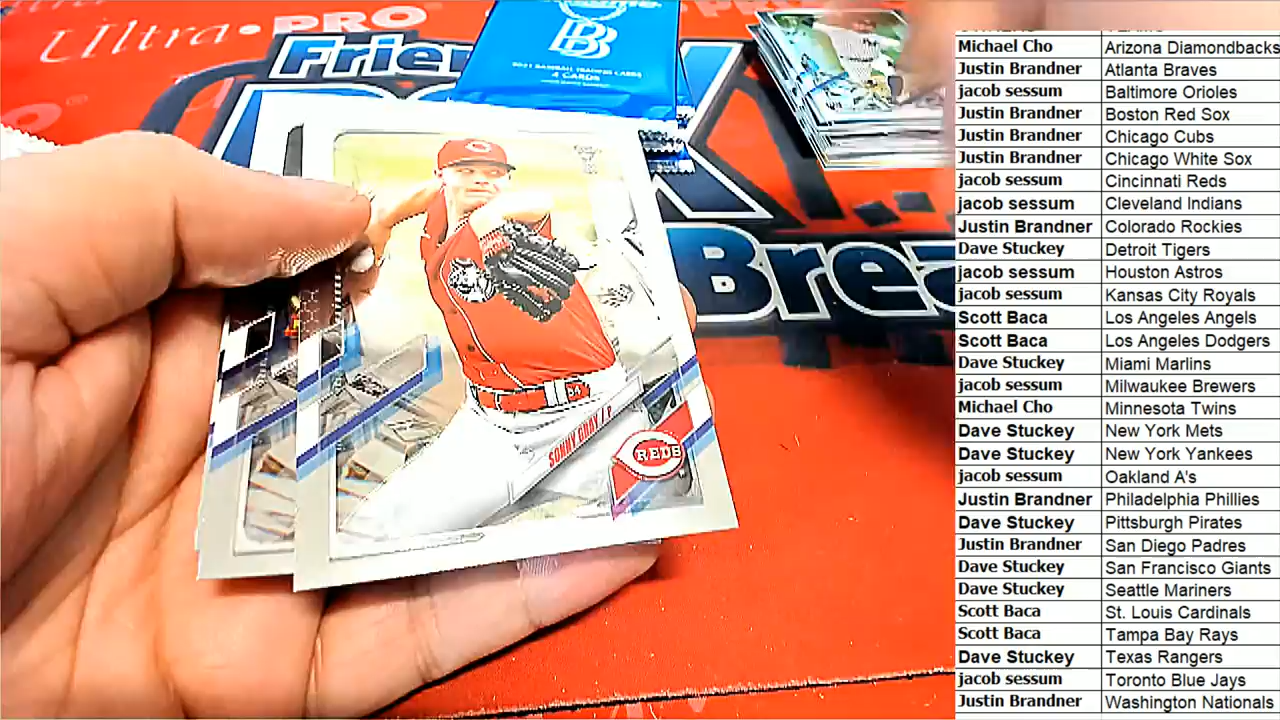 Ultra PRO
Frie
BREAK
Brea
2021 BASEBALL TRADING CARDS
4 CARDS
54
SONNY GRAY / P
REDS
OWNERS TEAMS
Michael Cho Arizona Diamondbacks
Justin Brandner Atlanta Braves
jacob sessum Baltimore Orioles
Justin Brandner Boston Red Sox
Justin Brandner Chicago Cubs
Justin Brandner Chicago White Sox
jacob sessum Cincinnati Reds
jacob sessum Cleveland Indians
Justin Brandner Colorado Rockies
Dave Stuckey Detroit Tigers
jacob sessum Houston Astros
jacob sessum Kansas City Royals
Scott Baca Los Angeles Angels
Scott Baca Los Angeles Dodgers
Dave Stuckey Miami Marlins
jacob sessum Milwaukee Brewers
Michael Cho Minnesota Twins
Dave Stuckey New York Mets
Dave Stuckey New York Yankees
jacob sessum Oakland A's
Justin Brandner Philadelphia Phillies
Dave Stuckey Pittsburgh Pirates
Justin Brandner San Diego Padres
Dave Stuckey San Francisco Giants
Dave Stuckey Seattle Mariners
Scott Baca St. Louis Cardinals
Scott Baca Tampa Bay Rays
Dave Stuckey Texas Rangers
jacob sessum Toronto Blue Jays
Justin Brandner Washington Nationals